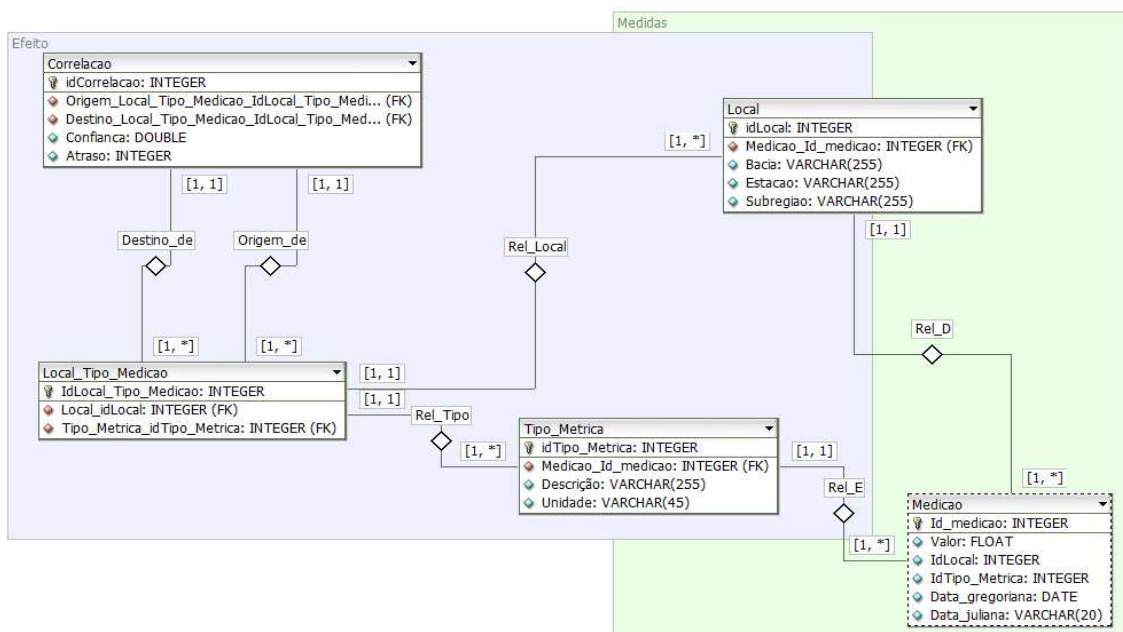 Medidas
Efeito
Correlacao
idCorrelacao: INTEGER
Origem_Local_Tipo_Medicao_IdLocal_Tipo_Medi... (FK)
Destino_Local_Tipo_Medicao_IdLocal_Tipo_Med... (FK)
Confianca: DOUBLE
Atraso: INTEGER
[1, 1]
[1, 1]
Destino_de
Origem_de
[1, *]
[1, *]
Local
idLocal: INTEGER
Medicao_Id_medicao: INTEGER (FK)
Bacia: VARCHAR(255)
Estacao: VARCHAR(255)
Subregiao: VARCHAR(255)
[1, *]
[1, 1]
Rel_Local
Rel_D
Local_Tipo_Medicao
IdLocal_Tipo_Medicao: INTEGER
Local_idLocal: INTEGER (FK)
Tipo_Metrica_idTipo_Metrica: INTEGER (FK)
[1, 1]
[1, 1]
Rel_Tipo
[1, *]
Tipo_Metrica
idTipo_Metrica: INTEGER
Medicao_Id_medicao: INTEGER (FK)
Descrição: VARCHAR(255)
Unidade: VARCHAR(45)
[1, 1]
Rel_E
[1, *]
[1, *]
Medicao
Id_medicao: INTEGER
Valor: FLOAT
IdLocal: INTEGER
IdTipo_Metrica: INTEGER
Data_gregoriana: DATE
Data_juliana: VARCHAR(20)